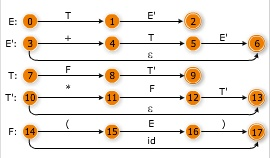 E: 0 T 1 E' 2
E': 3 + 4 T 5 E' 6
ε
T: 7 F 8 T' 9
T': 10 * 11 F 12 T' 13
ε
F: 14 ( 15 E 16 ) 17
id